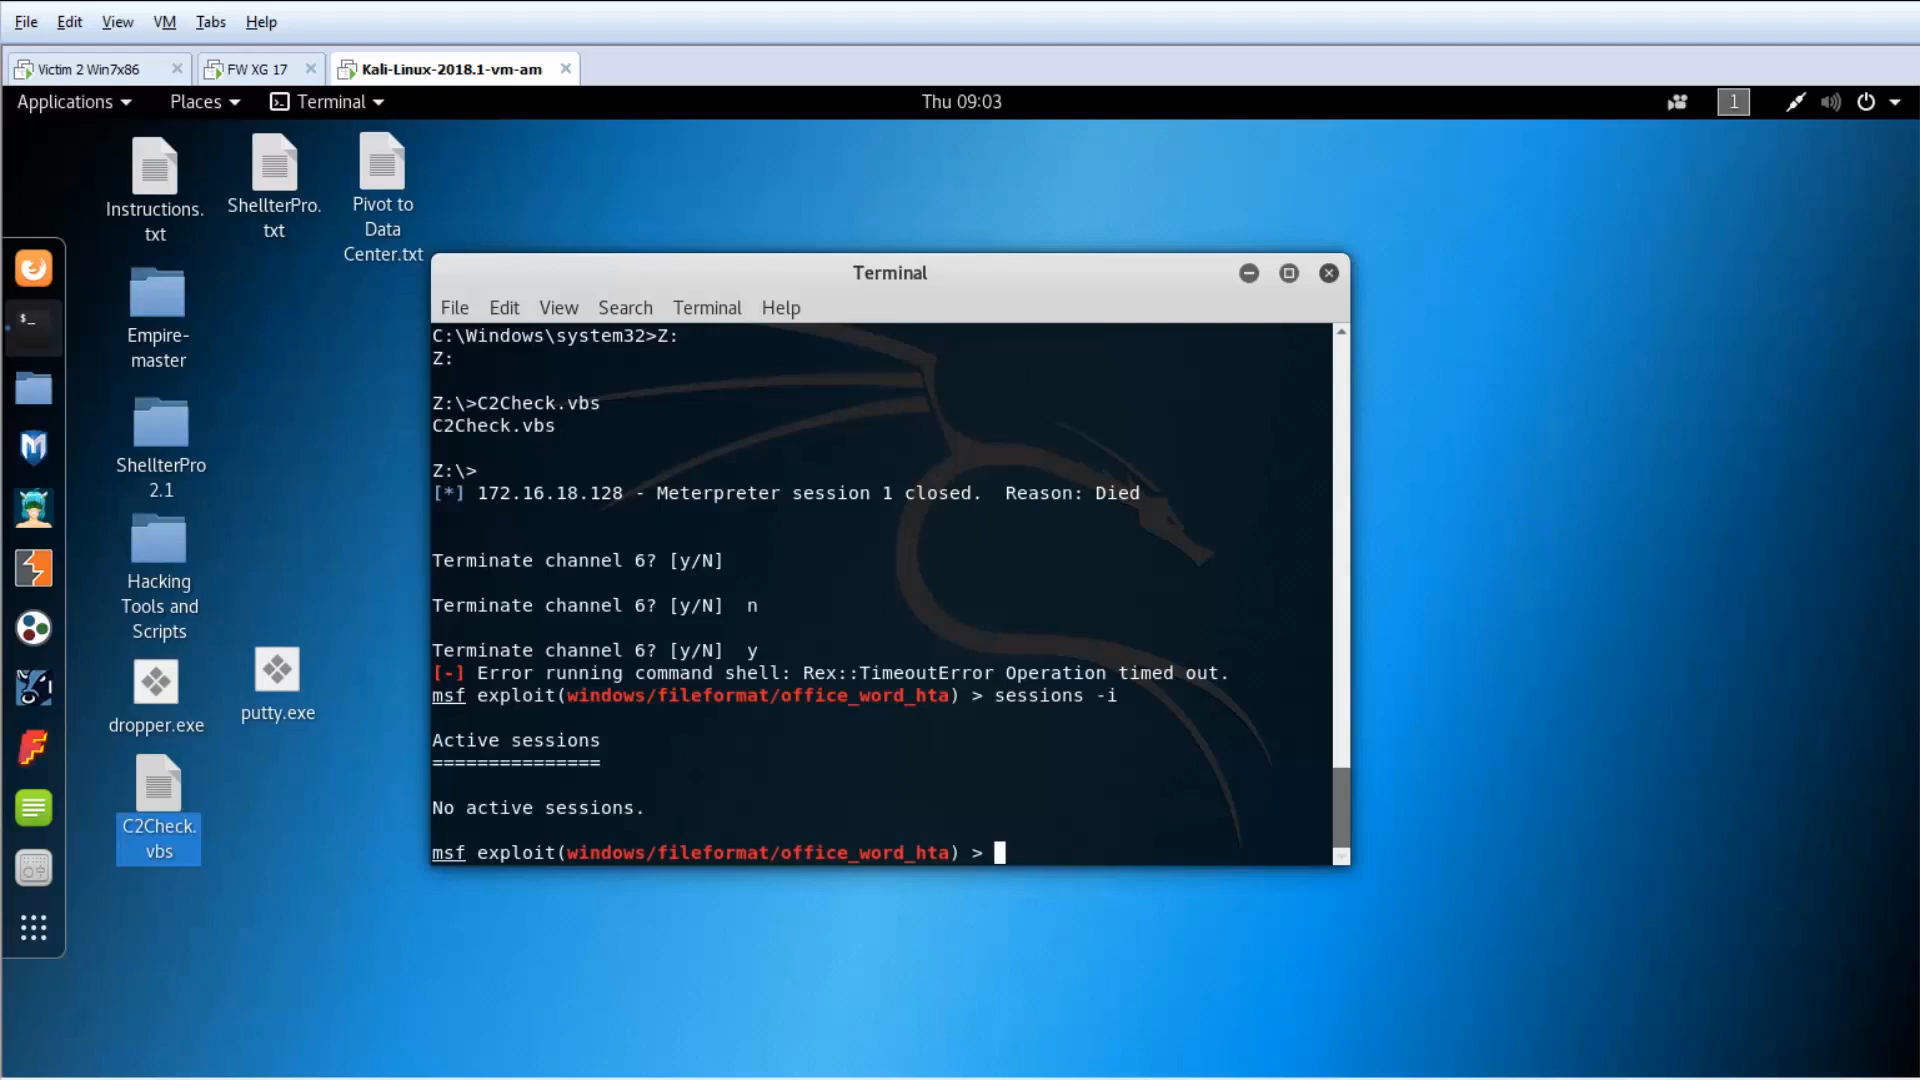 File Edit View VM Tabs Help
Victim 2 Win7x86 FW XG 17 Kali-Linux-2018.1-vm-am
Applications Places Terminal Thu 09:03 1
Instructions.
txt
ShellterPro.
txt
Pivot to
Data
Center.txt
Empire-
master
ShellterPro
2.1
Hacking
Tools and
Scripts
dropper.exe
putty.exe
C2Check.
vbs
$_
Terminal
File Edit View Search Terminal Help
C:\Windows\system32>Z:
Z:
Z:\>C2Check.vbs
C2Check.vbs
Z:\>
[*] 172.16.18.128 - Meterpreter session 1 closed.  Reason: Died
Terminate channel 6? [y/N]
Terminate channel 6? [y/N]  n
Terminate channel 6? [y/N]  y
[-] Error running command shell: Rex::TimeoutError Operation timed out.
msf exploit(windows/fileformat/office_word_hta) > sessions -i
Active sessions
===============
No active sessions.
msf exploit(windows/fileformat/office_word_hta) >